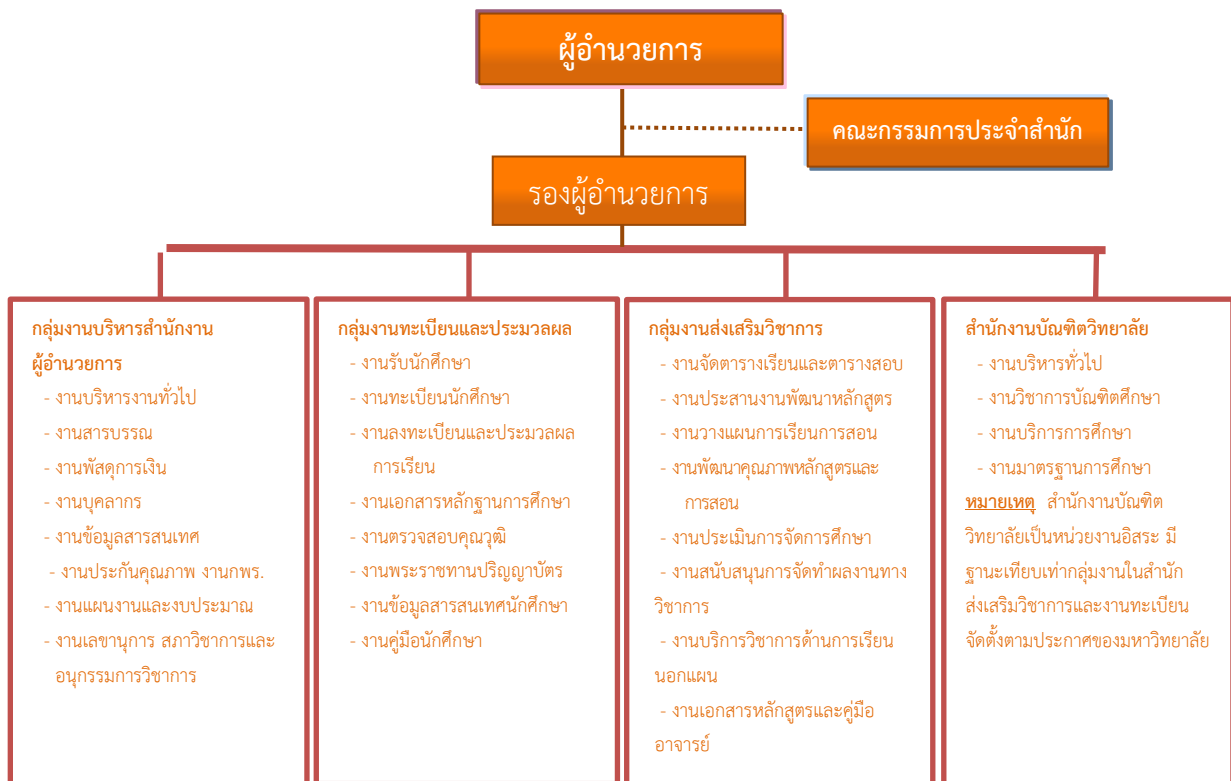 ผู้อำนวยการ
คณะกรรมการประจำสำนัก
รองผู้อำนวยการ
กลุ่มงานบริหารสำนักงาน
ผู้อำนวยการ
- งานบริหารงานทั่วไป
- งานสารบรรณ
- งานพัสดุการเงิน
- งานบุคลากร
- งานข้อมูลสารสนเทศ
- งานประกันคุณภาพ งานกพร.
- งานแผนงานและงบประมาณ
- งานเลขานุการ สภาวิชาการและ
อนุกรรมการวิชาการ
กลุ่มงานทะเบียนและประมวลผล
- งานรับนักศึกษา
- งานทะเบียนนักศึกษา
- งานลงทะเบียนและประมวลผล
การเรียน
- งานเอกสารหลักฐานการศึกษา
- งานตรวจสอบคุณวุฒิ
- งานพระราชทานปริญญาบัตร
- งานข้อมูลสารสนเทศนักศึกษา
- งานคู่มือนักศึกษา
กลุ่มงานส่งเสริมวิชาการ
- งานจัดตารางเรียนและตารางสอบ
- งานประสานงานพัฒนาหลักสูตร
- งานวางแผนการเรียนการสอน
- งานพัฒนาคุณภาพหลักสูตรและ
การสอน
- งานประเมินการจัดการศึกษา
- งานสนับสนุนการจัดทำผลงานทาง
วิชาการ
- งานบริการวิชาการด้านการเรียน
นอกแผน
- งานเอกสารหลักสูตรและคู่มือ
อาจารย์
สำนักงานบัณฑิตวิทยาลัย
- งานบริหารทั่วไป
- งานวิชาการบัณฑิตศึกษา
- งานบริการการศึกษา
- งานมาตรฐานการศึกษา
หมายเหตุ สำนักงานบัณฑิต
วิทยาลัยเป็นหน่วยงานอิสระ มี
ฐานะเทียบเท่ากลุ่มงานในสำนัก
ส่งเสริมวิชาการและงานทะเบียน
จัดตั้งตามประกาศของมหาวิทยาลัย